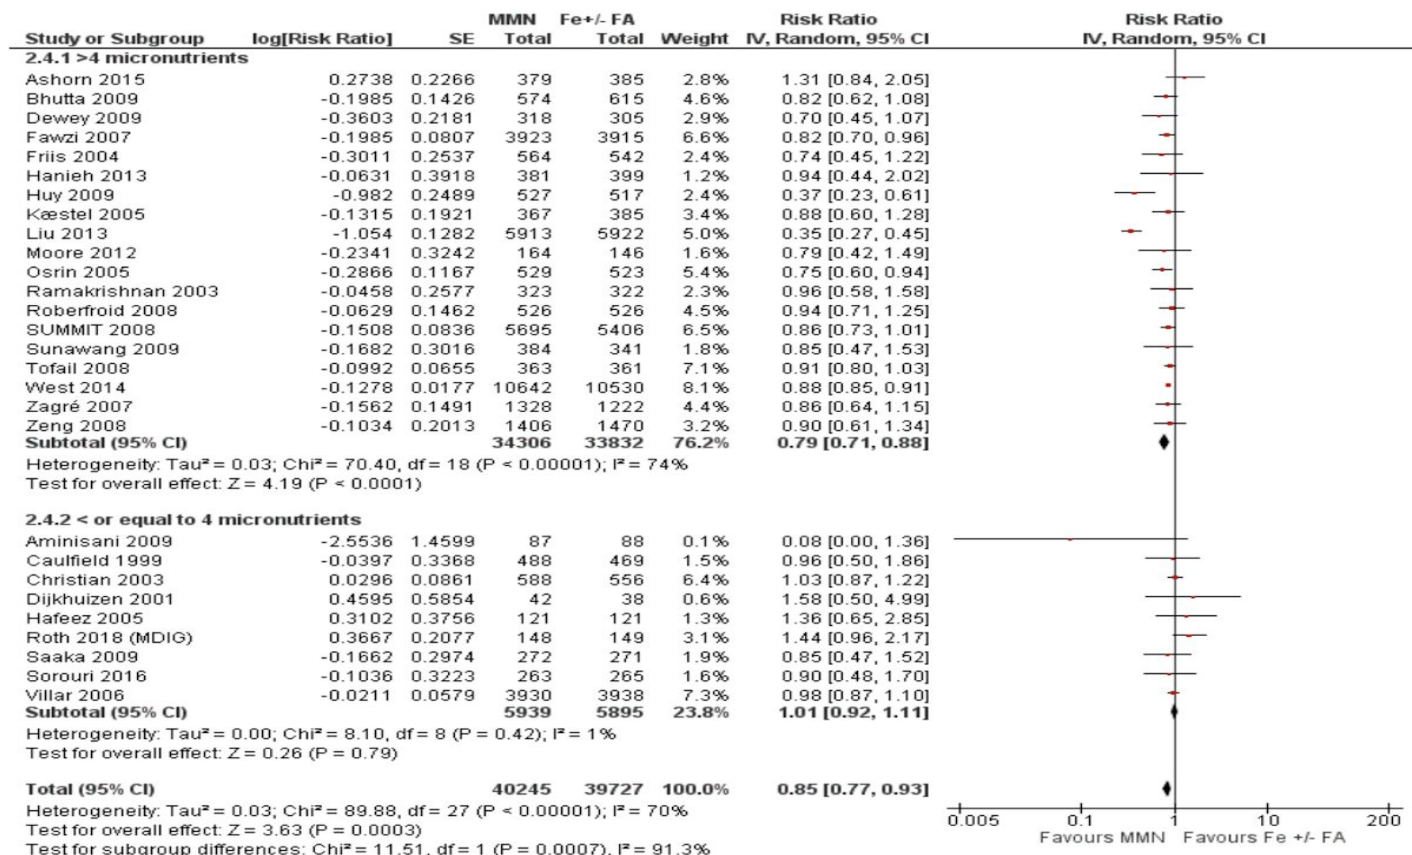 MMN Fe+/- FA Risk Ratio Risk Ratio
Study or Subgroup log[Risk Ratio] SE Total Total Weight IV, Random, 95% CI IV, Random, 95% CI
2.4.1 >4 micronutrients
Ashorn 2015 0.2738 0.2266 379 385 2.8% 1.31 [0.84, 2.05]
Bhutta 2009 -0.1985 0.1426 574 615 4.6% 0.82 [0.62, 1.08]
Dewey 2009 -0.3603 0.2181 318 305 2.9% 0.70 [0.45, 1.07]
Fawzi 2007 -0.1985 0.0807 3923 3915 6.6% 0.82 [0.70, 0.96]
Friis 2004 -0.3011 0.2537 564 542 2.4% 0.74 [0.45, 1.22]
Hanieh 2013 -0.0631 0.3918 381 399 1.2% 0.94 [0.44, 2.02]
Huy 2009 -0.982 0.2489 527 517 2.4% 0.37 [0.23, 0.61]
Kæstel 2005 -0.1315 0.1921 367 385 3.4% 0.88 [0.60, 1.28]
Liu 2013 -1.054 0.1282 5913 5922 5.0% 0.35 [0.27, 0.45]
Moore 2012 -0.2341 0.3242 164 146 1.6% 0.79 [0.42, 1.49]
Osrin 2005 -0.2866 0.1167 529 523 5.4% 0.75 [0.60, 0.94]
Ramakrishnan 2003 -0.0458 0.2577 323 322 2.3% 0.96 [0.58, 1.58]
Roberfroid 2008 -0.0629 0.1462 526 526 4.5% 0.94 [0.71, 1.25]
SUMMIT 2008 -0.1508 0.0836 5695 5406 6.5% 0.86 [0.73, 1.01]
Sunawang 2009 -0.1682 0.3016 384 341 1.8% 0.85 [0.47, 1.53]
Tofail 2008 -0.0992 0.0655 363 361 7.1% 0.91 [0.80, 1.03]
West 2014 -0.1278 0.0177 10642 10530 8.1% 0.88 [0.85, 0.91]
Zagré 2007 -0.1562 0.1491 1328 1222 4.4% 0.86 [0.64, 1.15]
Zeng 2008 -0.1034 0.2013 1406 1470 3.2% 0.90 [0.61, 1.34]
Subtotal (95% CI) 34306 33832 76.2% 0.79 [0.71, 0.88]
Heterogeneity: Tau² = 0.03; Chi² = 70.40, df = 18 (P < 0.00001); I² = 74%
Test for overall effect: Z = 4.19 (P < 0.0001)
2.4.2 < or equal to 4 micronutrients
Aminisani 2009 -2.5536 1.4599 87 88 0.1% 0.08 [0.00, 1.36]
Caulfield 1999 -0.0397 0.3368 488 469 1.5% 0.96 [0.50, 1.86]
Christian 2003 0.0296 0.0861 588 556 6.4% 1.03 [0.87, 1.22]
Dijkhuizen 2001 0.4595 0.5854 42 38 0.6% 1.58 [0.50, 4.99]
Hafeez 2005 0.3102 0.3756 121 121 1.3% 1.36 [0.65, 2.85]
Roth 2018 (MDIG) 0.3667 0.2077 148 149 3.1% 1.44 [0.96, 2.17]
Saaka 2009 -0.1662 0.2974 272 271 1.9% 0.85 [0.47, 1.52]
Sorouri 2016 -0.1036 0.3223 263 265 1.6% 0.90 [0.48, 1.70]
Villar 2006 -0.0211 0.0579 3930 3938 7.3% 0.98 [0.87, 1.10]
Subtotal (95% CI) 5939 5895 23.8% 1.01 [0.92, 1.11]
Heterogeneity: Tau² = 0.00; Chi² = 8.10, df = 8 (P = 0.42); I² = 1%
Test for overall effect: Z = 0.26 (P = 0.79)
Total (95% CI) 40245 39727 100.0% 0.85 [0.77, 0.93]
Heterogeneity: Tau² = 0.03; Chi² = 89.88, df = 27 (P < 0.00001); I² = 70%
Test for overall effect: Z = 3.63 (P = 0.0003)
Test for subgroup differences: Chi² = 11.51, df = 1 (P = 0.0007), I² = 91.3%
0.005 0.1 1 10 200
Favours MMN Favours Fe +/- FA